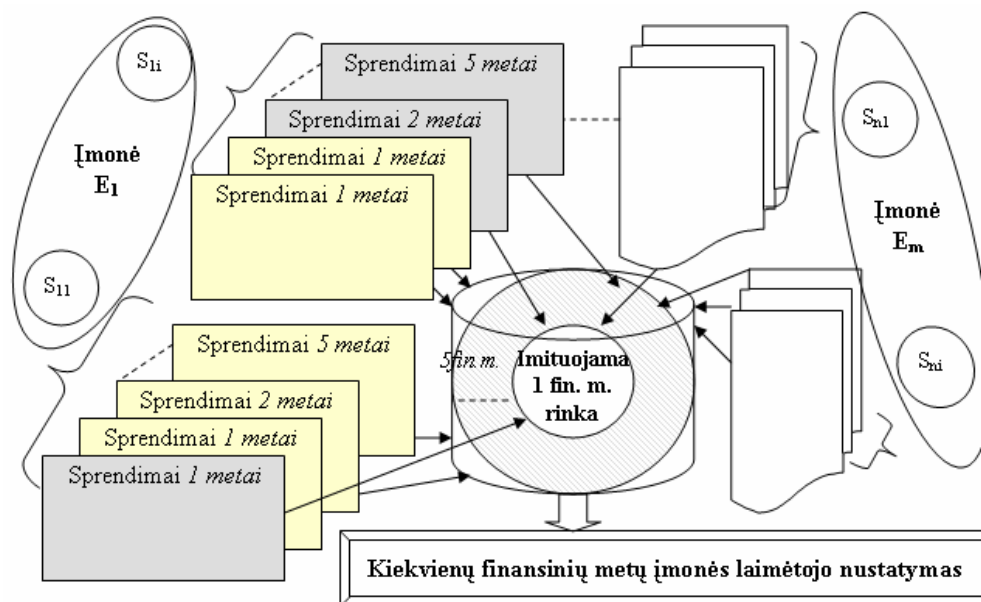 S1i
Įmonė
E1
S11
Sprendimai 5 metai
Sprendimai 2 metai
Sprendimai 1 metai
Sprendimai 1 metai
Sn1
Įmonė
Em
Sni
Sprendimai 5 metai
Sprendimai 2 metai
Sprendimai 1 metai
Sprendimai 1 metai
5fin. m.
Imituojama
1 fin. m.
rinka
Kiekvienų finansinių metų įmonės laimėtojo nustatymas